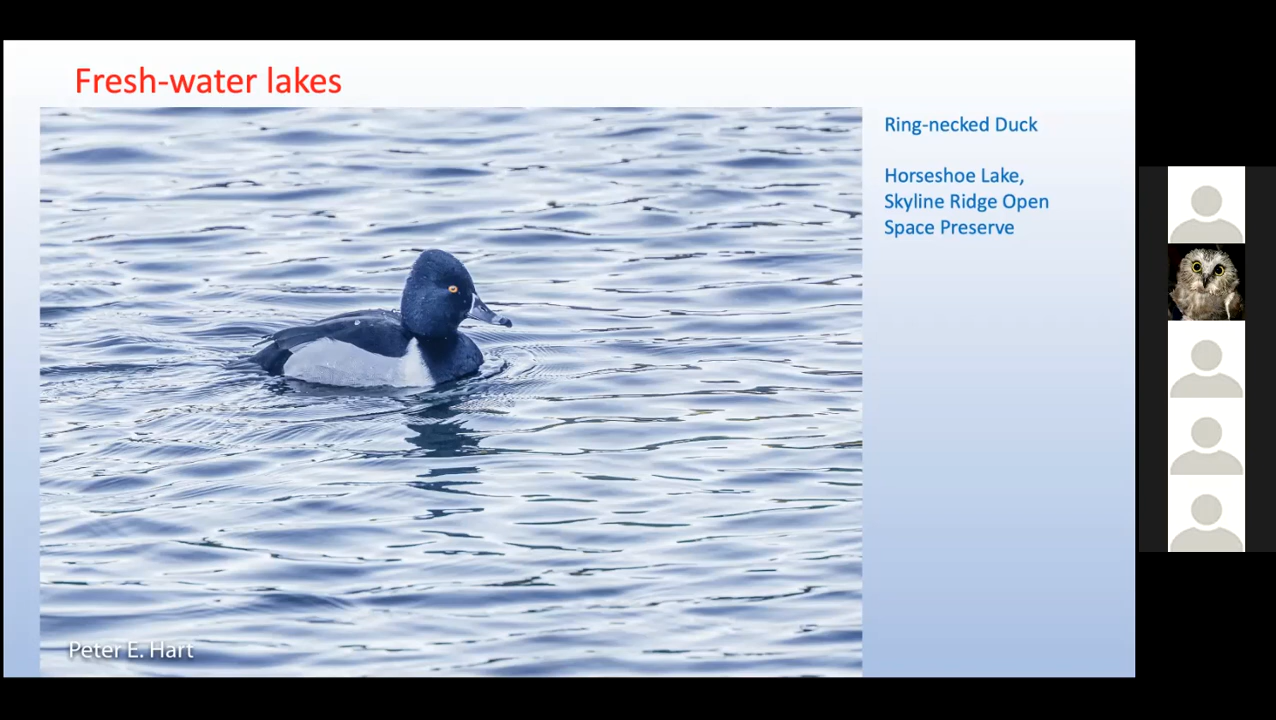 Fresh-water lakes
Ring-necked Duck
Horseshoe Lake,
Skyline Ridge Open
Space Preserve
Peter E. Hart